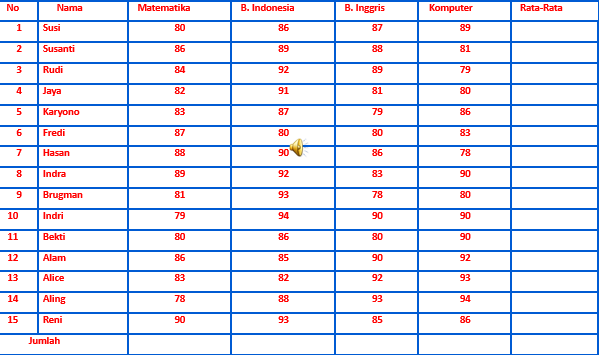 No Nama Matematika B. Indonesia B. Inggris Komputer Rata-Rata
1 Susi 80 86 87 89
2 Susanti 86 89 88 81
3 Rudi 84 92 89 79
4 Jaya 82 91 81 80
5 Karyono 83 87 79 86
6 Fredi 87 80 80 83
7 Hasan 88 90 86 78
8 Indra 89 92 83 90
9 Brugman 81 93 78 80
10 Indri 79 94 90 90
11 Bekti 80 86 80 90
12 Alam 86 85 90 92
13 Alice 83 82 92 93
14 Aling 78 88 93 94
15 Reni 90 93 85 86
Jumlah